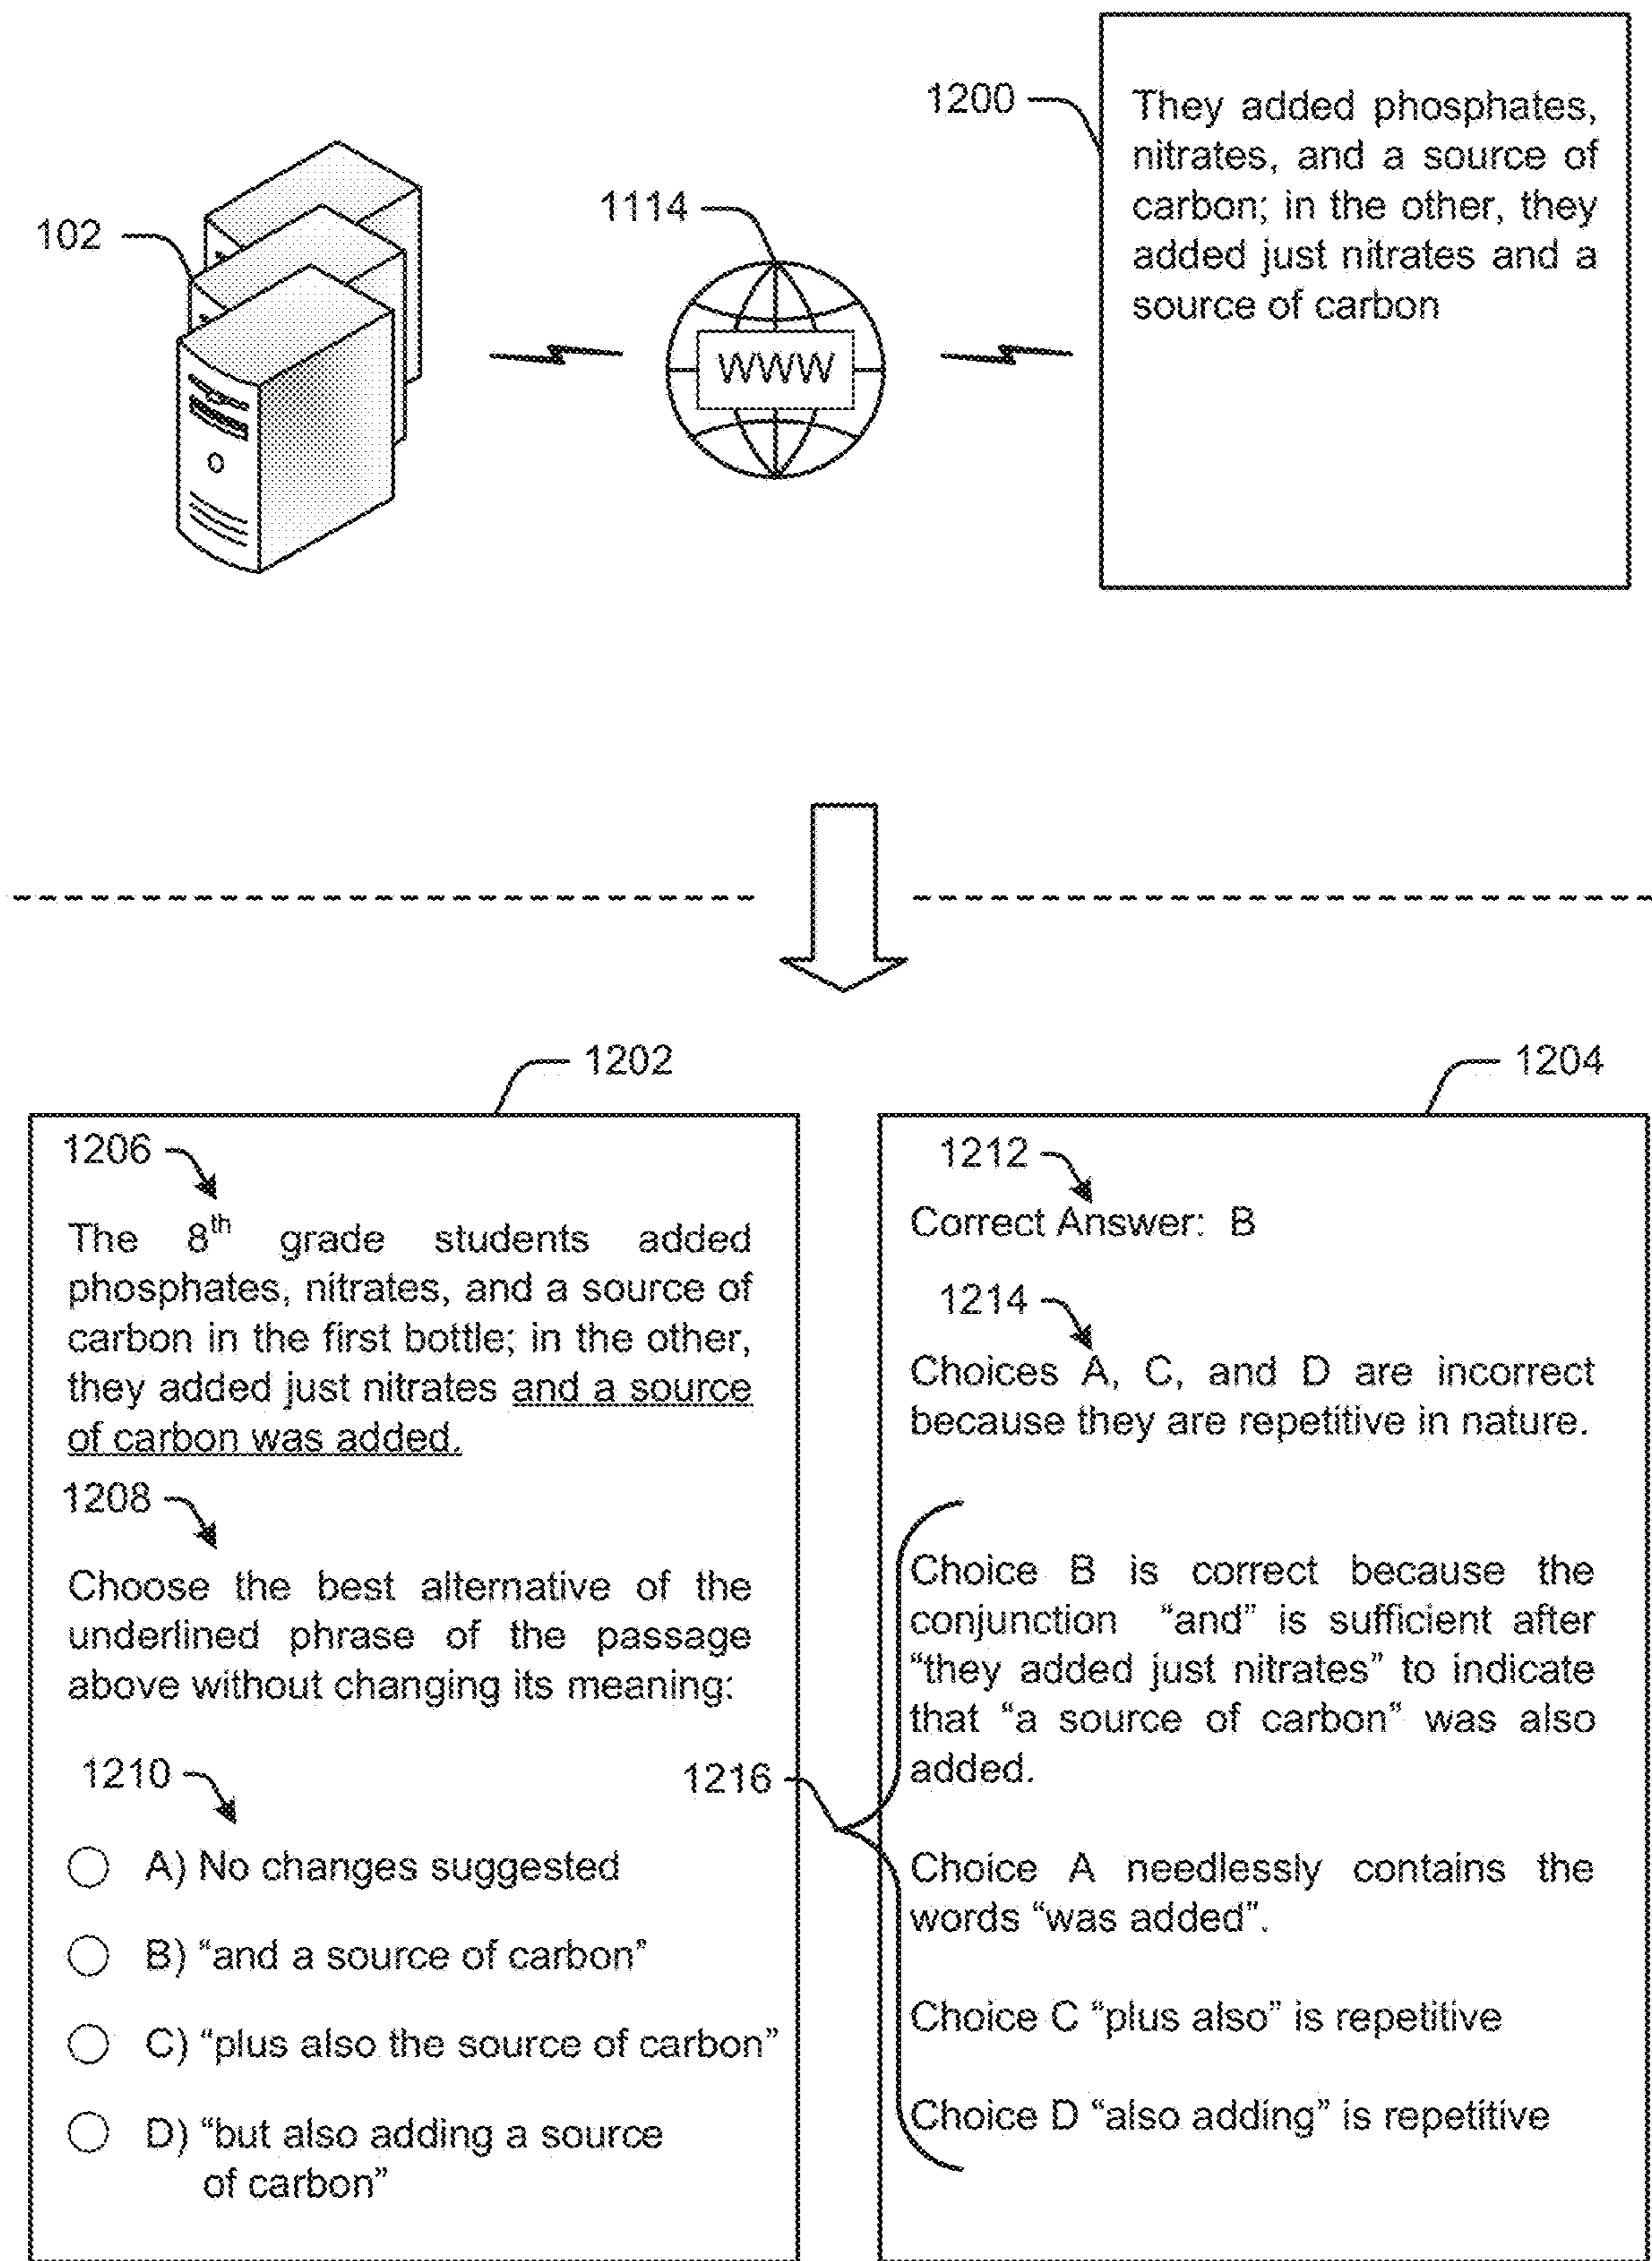 1200
They added phosphates,
nitrates, and a source of
carbon; in the other, they
added just nitrates and a
source of carbon
102
1114
WWW
1202
1206
The 8th grade students added
phosphates, nitrates, and a source of
carbon in the first bottle; in the other,
they added just nitrates and a source
of carbon was added.
1208
Choose the best alternative of the
underlined phrase of the passage
above without changing its meaning:
1210
A) No changes suggested
B) “and a source of carbon”
C) “plus also the source of carbon”
D) “but also adding a source
of carbon”
1204
1212
Correct Answer: B
1214
Choices A, C, and D are incorrect
because they are repetitive in nature.
1216
Choice B is correct because the
conjunction “and” is sufficient after
“they added just nitrates” to indicate
that “a source of carbon” was also
added.
Choice A needlessly contains the
words “was added”.
Choice C “plus also” is repetitive
Choice D “also adding” is repetitive